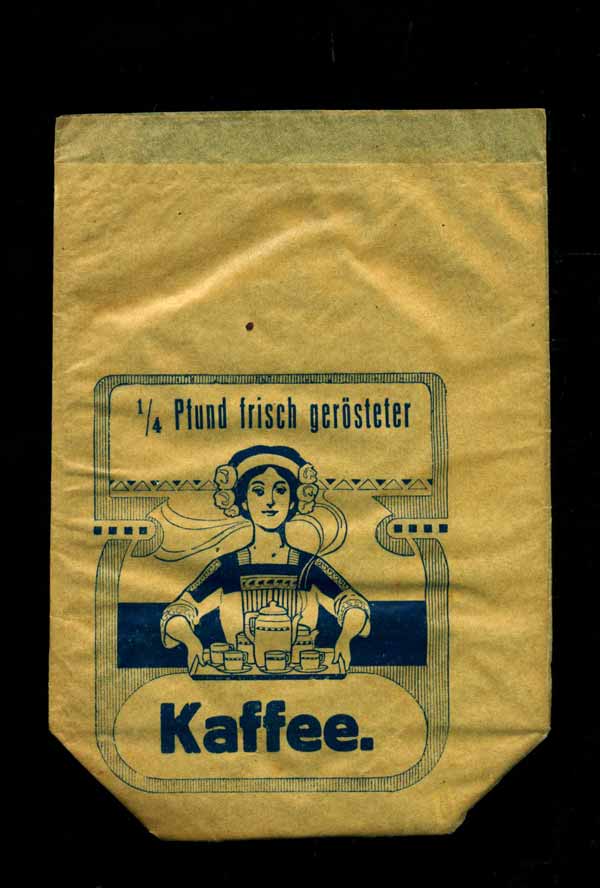 1/4 Pfund frisch gerösteter
Kaffee.